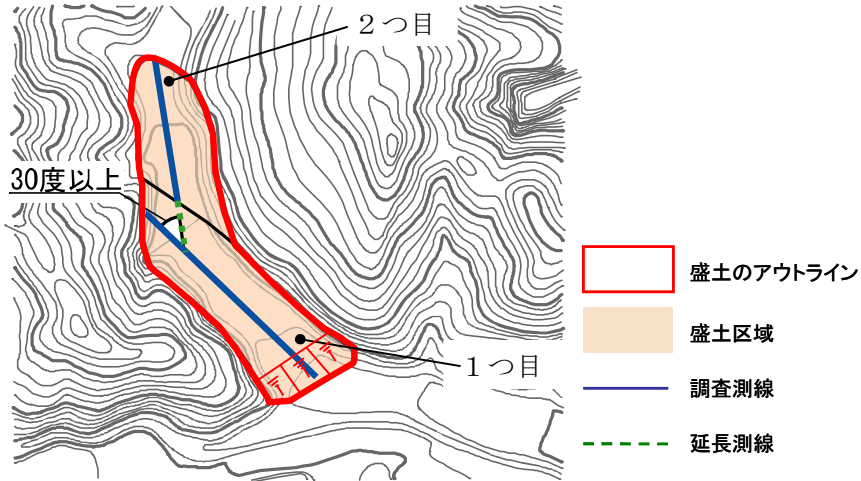 ２つ目
30度以上
１つ目
盛土のアウトライン
盛土区域
調査測線
延長測線